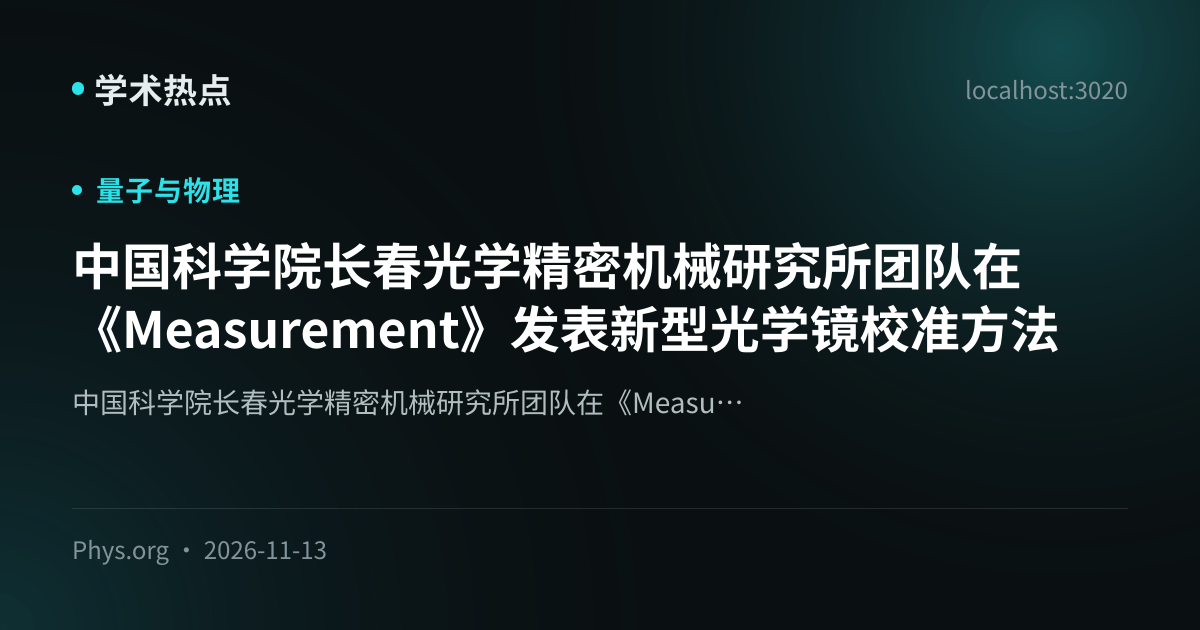 学术热点
localhost:3020
量子与物理
中国科学院长春光学精密机械研究所团队在
《Measurement》发表新型光学镜校准方法
中国科学院长春光学精密机械研究所团队在《Measu…
Phys.org • 2026-11-13